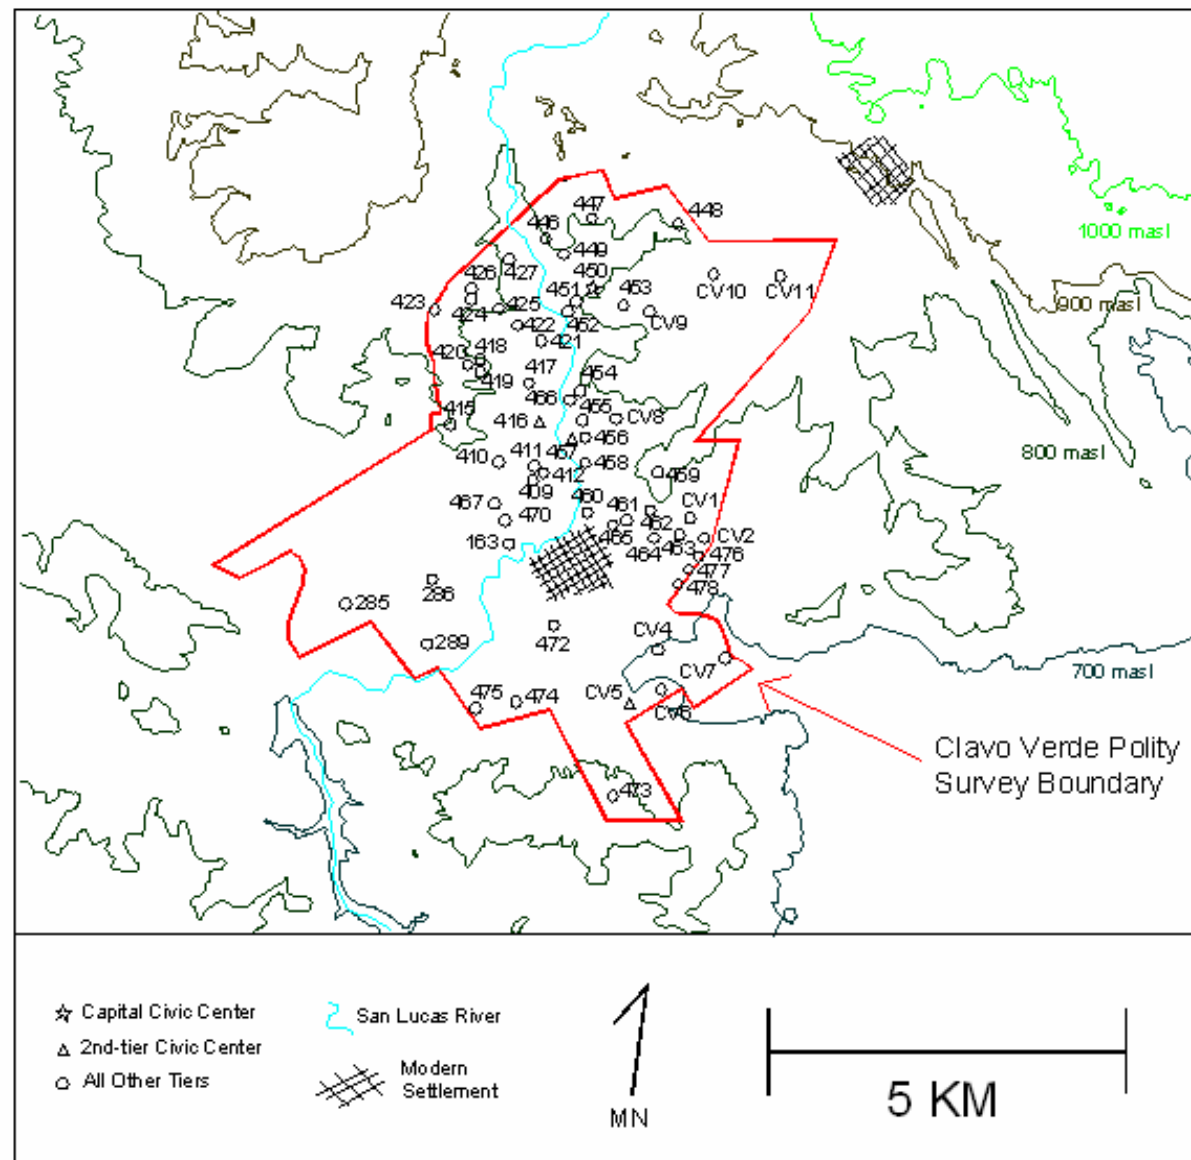 447
448
446
449
1000 masl
426
427
450
451
453
CV10
CV11
900 masl
423
424
425
422
452
CV9
421
420
418
417
419
454
466
415
416
455
CV8
456
411
457
410
458
800 masl
412
459
409
467
460
461
CV1
470
462
465
163
464
463
CV2
476
477
478
286
285
289
472
CV4
CV7
700 masl
475
474
CV5
CV6
Clavo Verde Polity
Survey Boundary
473
Capital Civic Center
2nd-tier Civic Center
All Other Tiers
San Lucas River
Modern
Settlement
MN
5 KM